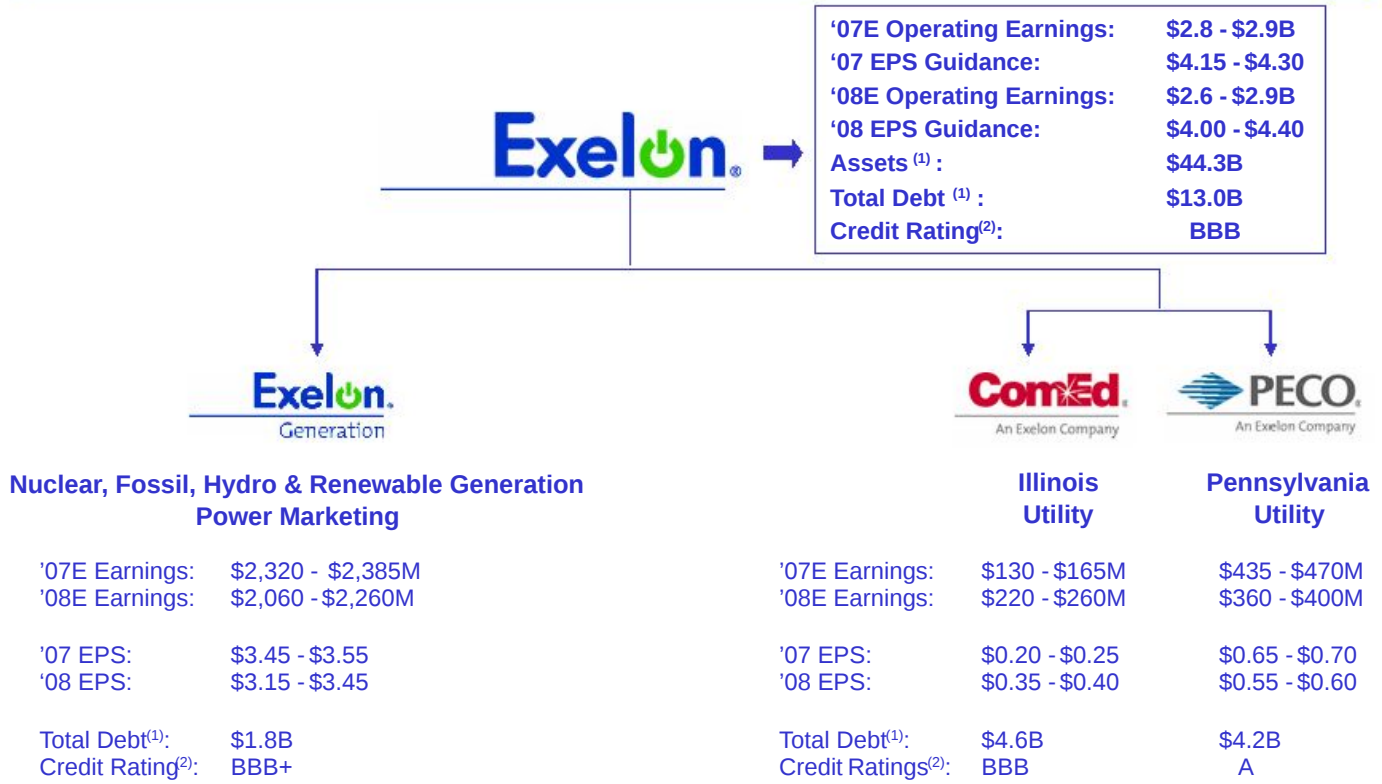 ‘07E Operating Earnings: $2.8 - $2.9B
‘07 EPS Guidance: $4.15 - $4.30
‘08E Operating Earnings: $2.6 - $2.9B
‘08 EPS Guidance: $4.00 - $4.40
Assets (1) : $44.3B
Total Debt (1) : $13.0B
Credit Rating(2): BBB
Exelon®
Exelon®
Generation
Nuclear, Fossil, Hydro & Renewable Generation
Power Marketing
’07E Earnings: $2,320 - $2,385M
’08E Earnings: $2,060 - $2,260M
’07 EPS: $3.45 - $3.55
‘08 EPS: $3.15 - $3.45
Total Debt(1): $1.8B
Credit Rating(2): BBB+
ComEd®
An Exelon Company
PECO®
An Exelon Company
Illinois
Utility
Pennsylvania
Utility
’07E Earnings: $130 - $165M $435 - $470M
’08E Earnings: $220 - $260M $360 - $400M
’07 EPS: $0.20 - $0.25 $0.65 - $0.70
‘08 EPS: $0.35 - $0.40 $0.55 - $0.60
Total Debt(1): $4.6B $4.2B
Credit Ratings(2): BBB A